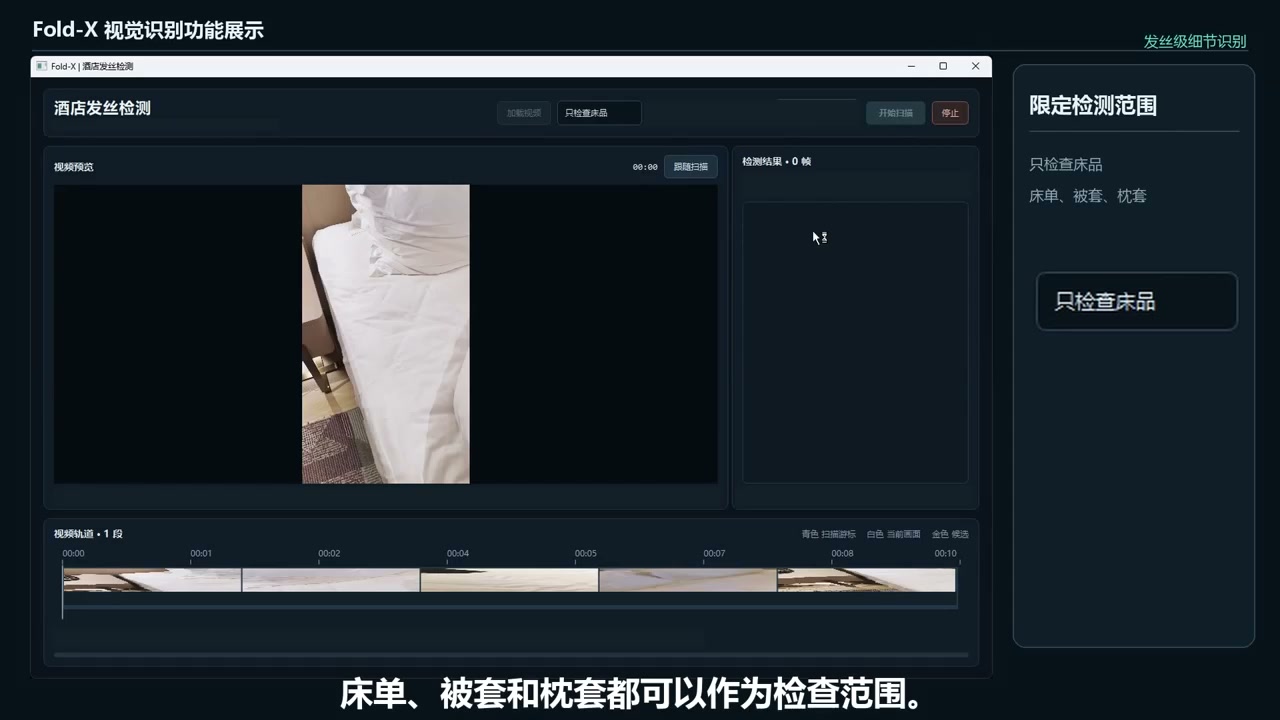 Fold-X 视觉识别功能展示
发丝级细节识别
Fold-X | 酒店发丝检测
酒店发丝检测
加载视频
只检查床品
开始扫描
停止
视频预览
00:00
跟随扫描
检测结果 • 0 帧
限定检测范围
只检查床品
床单、被套、枕套
只检查床品
视频轨道 • 1 段
青色 扫描游标
白色 当前画面
金色 候选
00:00
00:01
00:02
00:04
00:05
00:07
00:08
00:10
床单、被套和枕套都可以作为检查范围。